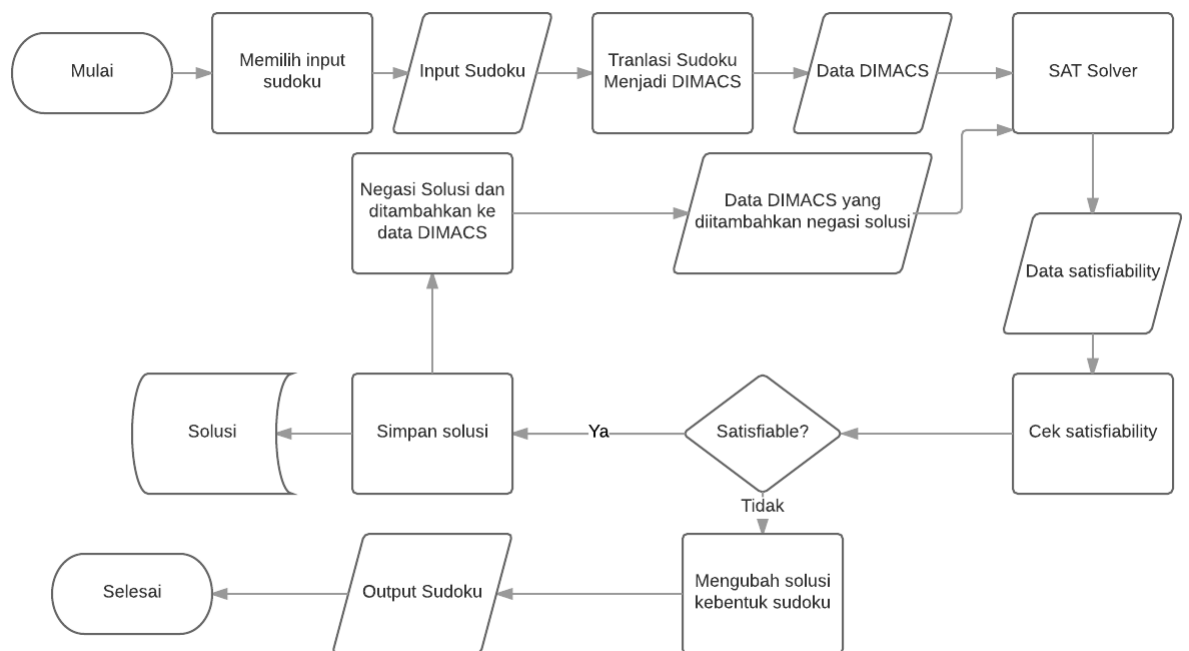 Mulai
Memilih input
sudoku
Input Sudoku
Tranlasi Sudoku
Menjadi DIMACS
Data DIMACS
SAT Solver
Negasi Solusi dan
ditambahkan ke
data DIMACS
Data DIMACS yang
diitambahkan negasi solusi
Data satisfiability
Solusi
Simpan solusi
Ya
Satisfiable?
Cek satisfiability
Tidak
Selesai
Output Sudoku
Mengubah solusi
kebentuk sudoku